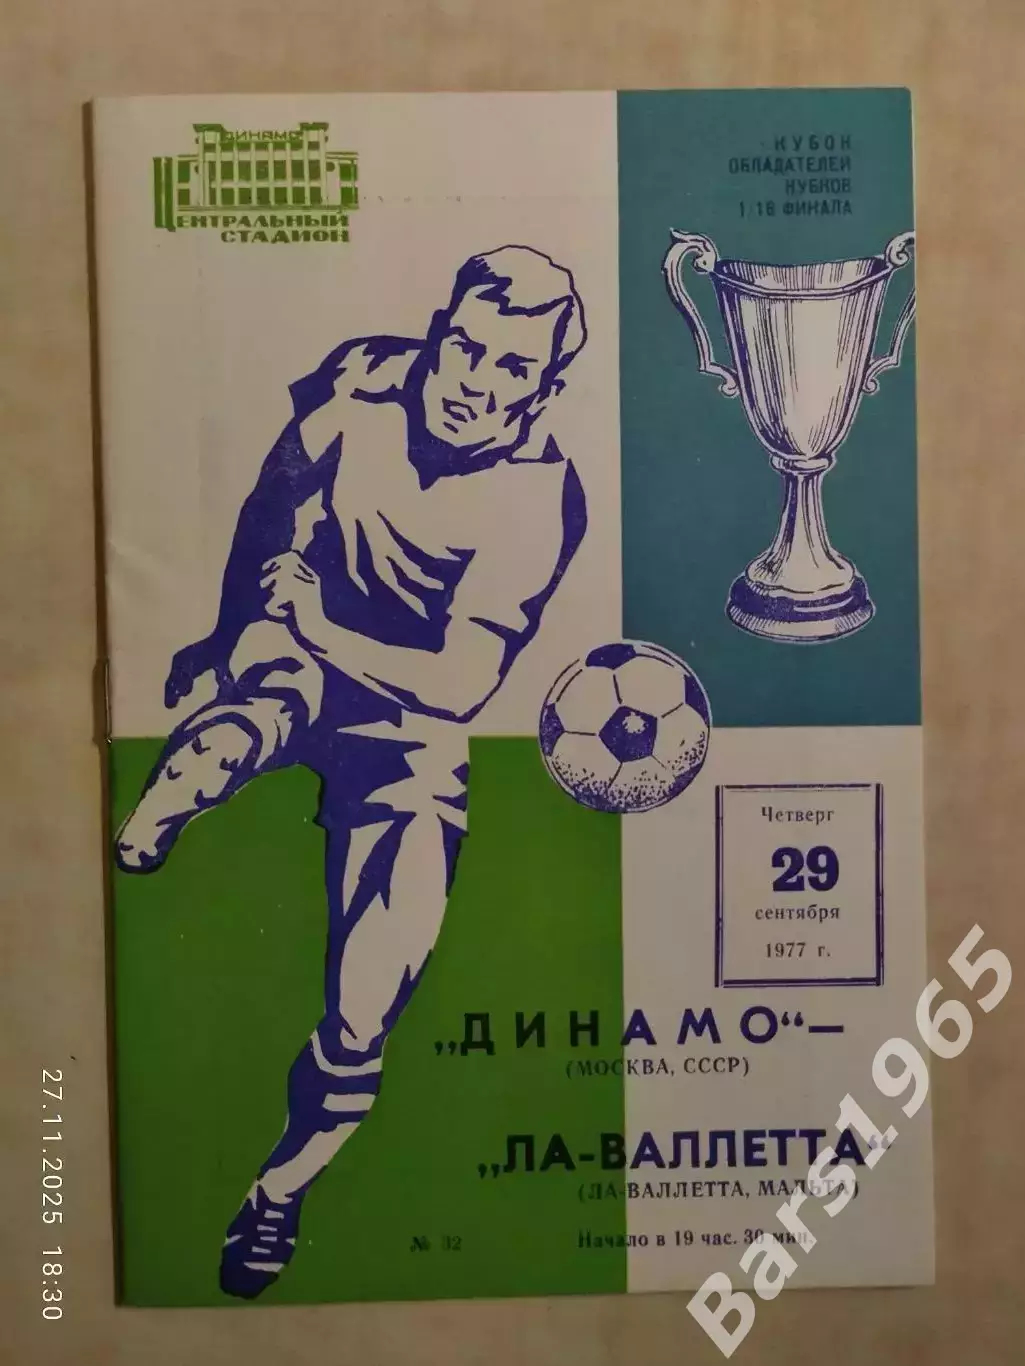 ДИНАМО
ЦЕНТРАЛЬНЫЙ
СТАДИОН
КУБОК
ОБЛАДАТЕЛЕЙ
КУБКОВ
1/16 ФИНАЛА
Четверг
29
сентября
1977 г.
„ДИНАМО“—
(МОСКВА, СССР)
„ЛА-ВАЛЛЕТТА“
(ЛА-ВАЛЛЕТТА, МАЛЬТА)
№ 32
Начало в 19 час. 30 мин.
27.11.2025 18:30
Bars1965